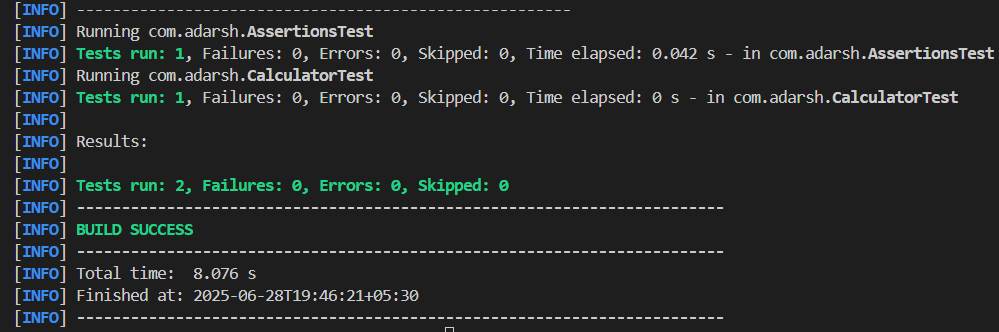 [INFO] -------------------------------------------------------
[INFO] Running com.adarsh.AssertionsTest
[INFO] Tests run: 1, Failures: 0, Errors: 0, Skipped: 0, Time elapsed: 0.042 s - in com.adarsh.AssertionsTest
[INFO] Running com.adarsh.CalculatorTest
[INFO] Tests run: 1, Failures: 0, Errors: 0, Skipped: 0, Time elapsed: 0 s - in com.adarsh.CalculatorTest
[INFO]
[INFO] Results:
[INFO]
[INFO] Tests run: 2, Failures: 0, Errors: 0, Skipped: 0
[INFO] ------------------------------------------------------------------------
[INFO] BUILD SUCCESS
[INFO] ------------------------------------------------------------------------
[INFO] Total time:  8.076 s
[INFO] Finished at: 2025-06-28T19:46:21+05:30
[INFO] ------------------------------------------------------------------------